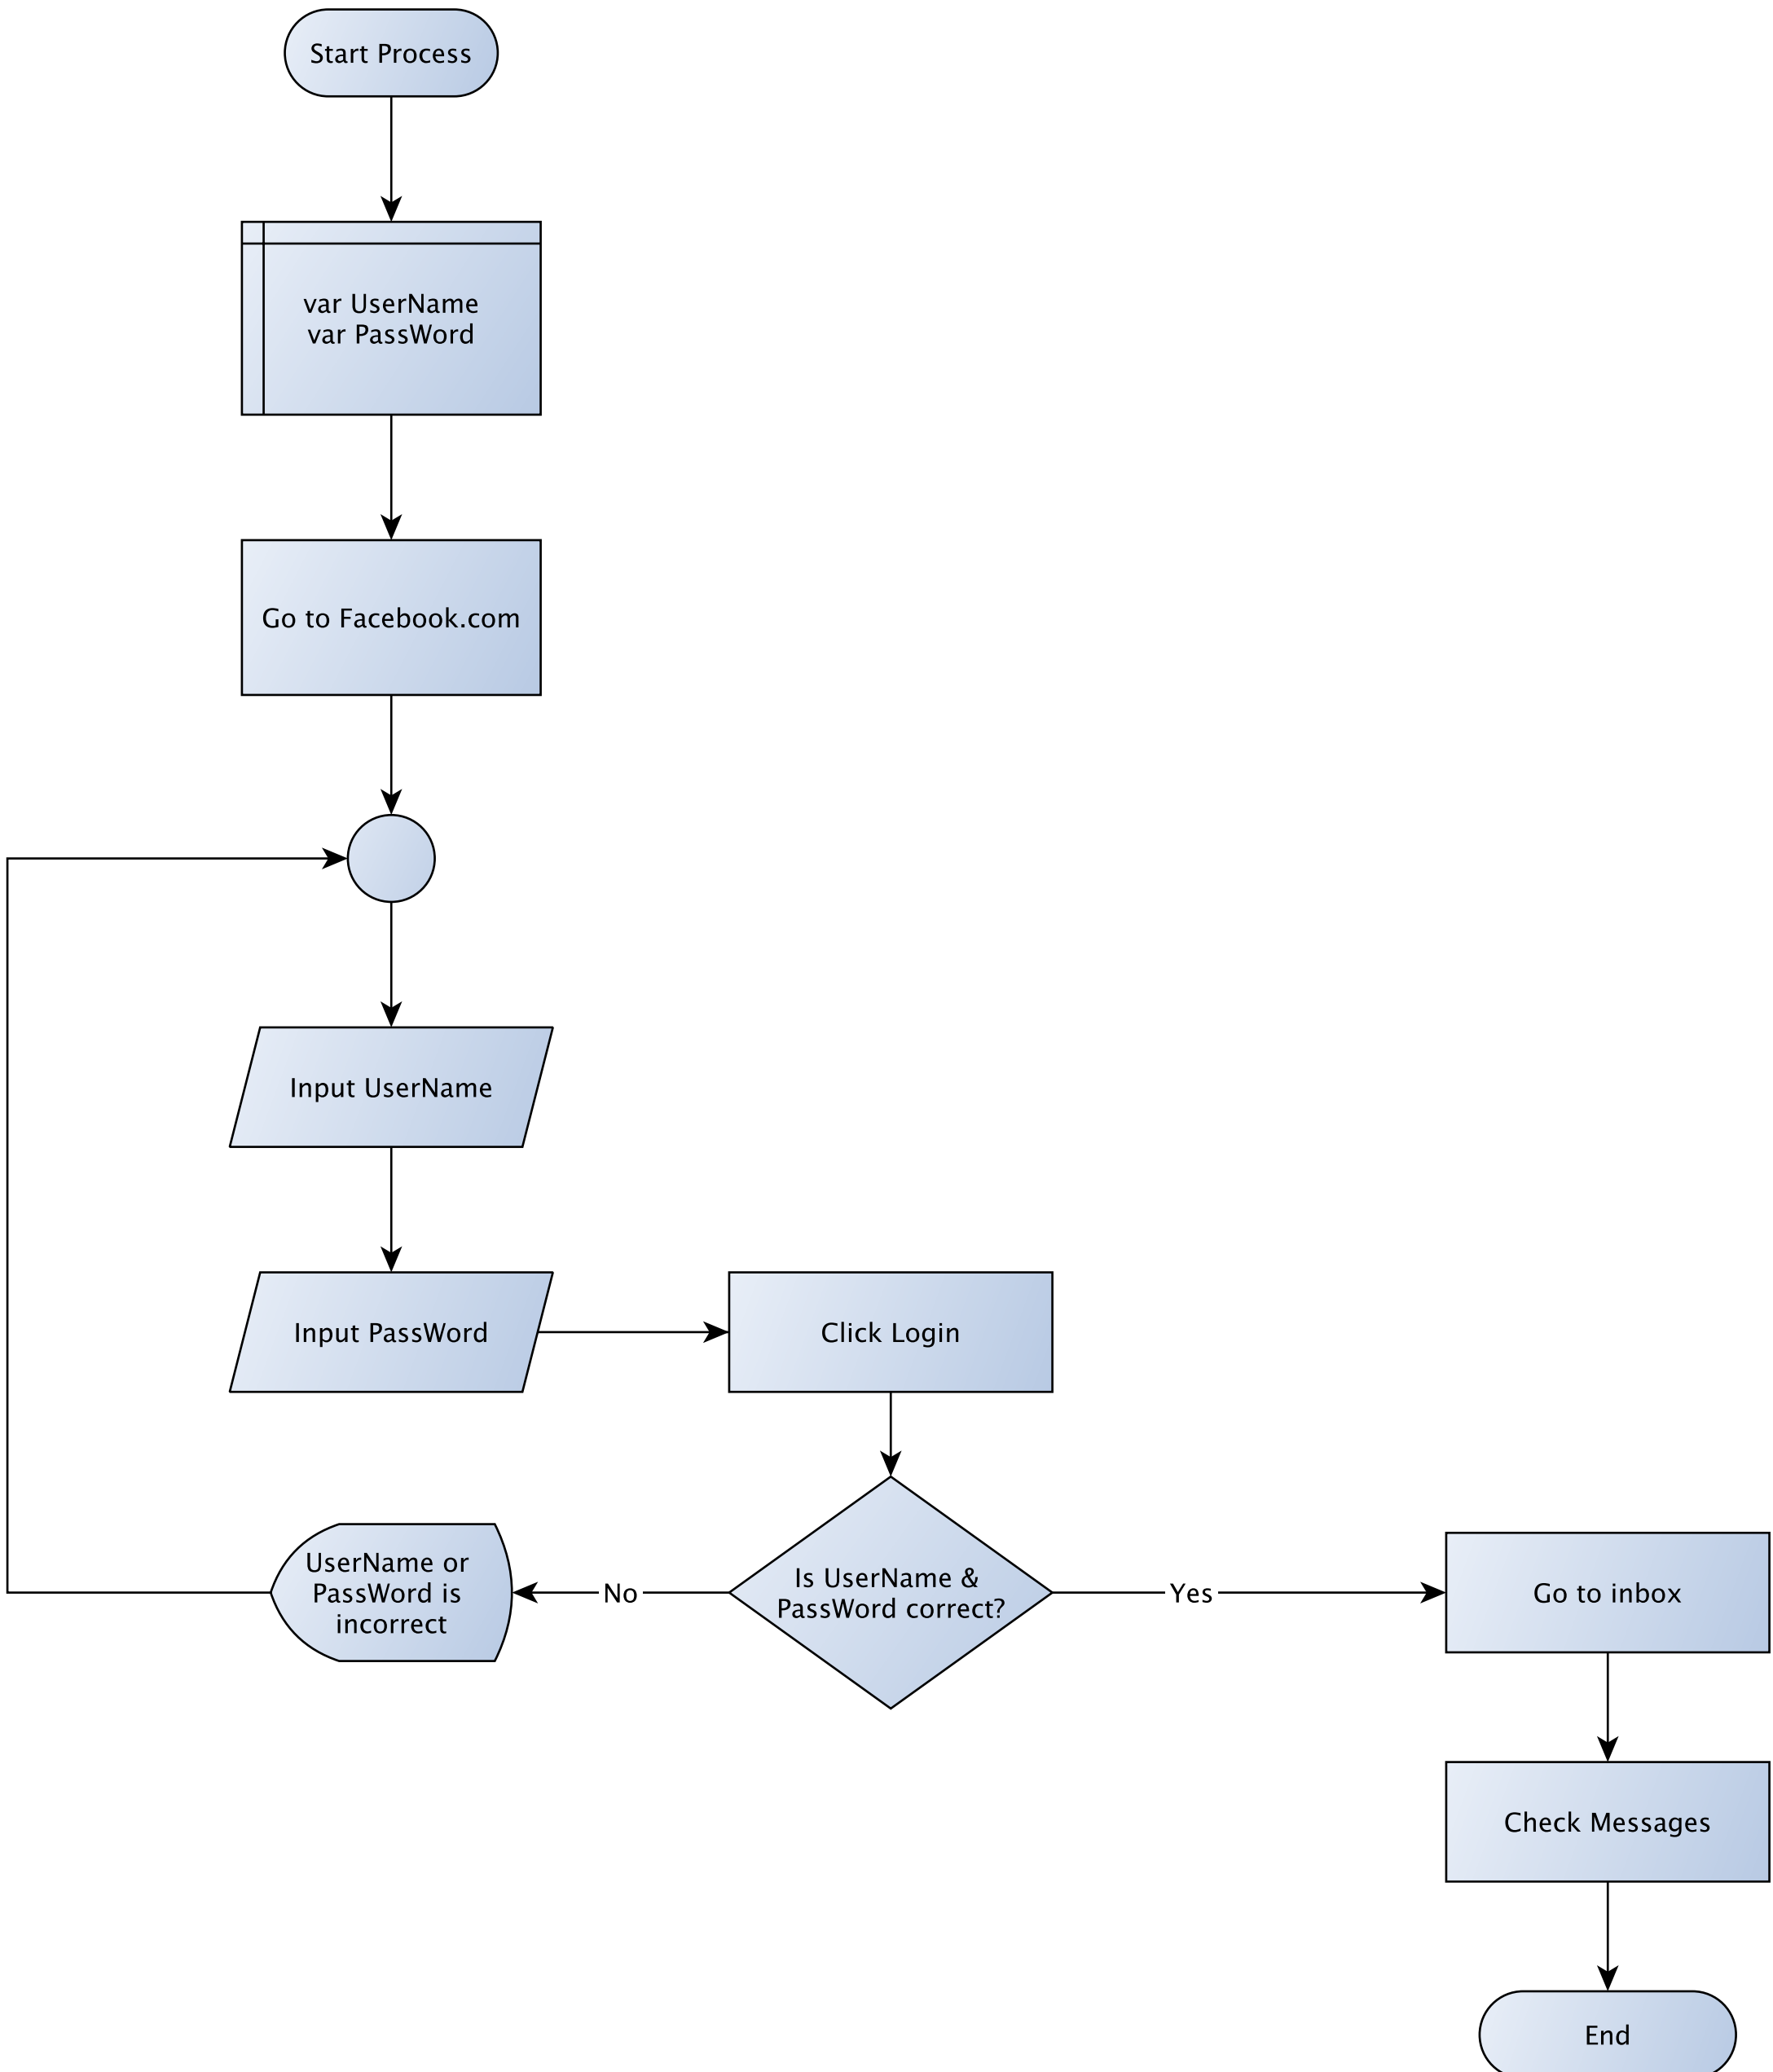 Start Process
var UserName
var PassWord
Go to Facebook.com
Input UserName
Input PassWord
Click Login
Is UserName &
PassWord correct?
No
UserName or
PassWord is
incorrect
Yes
Go to inbox
Check Messages
End